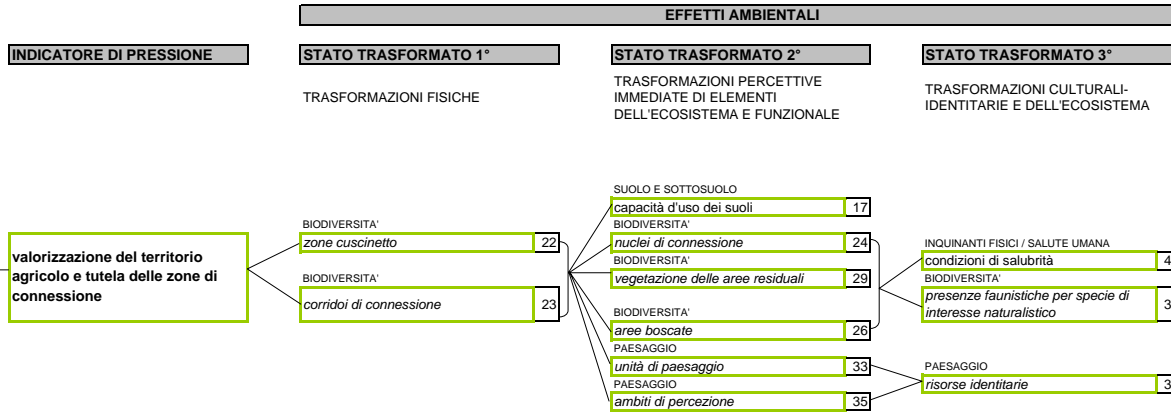 EFFETTI AMBIENTALI
INDICATORE DI PRESSIONE
STATO TRASFORMATO 1°
STATO TRASFORMATO 2°
STATO TRASFORMATO 3°
TRASFORMAZIONI FISICHE
TRASFORMAZIONI PERCETTIVE
IMMEDIATE DI ELEMENTI
DELL'ECOSISTEMA E FUNZIONALE
TRASFORMAZIONI CULTURALI-
IDENTITARIE E DELL'ECOSISTEMA
valorizzazione del territorio
agricolo e tutela delle zone di
connessione
BIODIVERSITA'
zone cuscinetto 22
BIODIVERSITA'
corridoi di connessione 23
SUOLO E SOTTOSUOLO
capacità d'uso dei suoli 17
BIODIVERSITA'
nuclei di connessione 24
BIODIVERSITA'
vegetazione delle aree residuali 29
BIODIVERSITA'
aree boscate 26
PAESAGGIO
unità di paesaggio 33
PAESAGGIO
ambiti di percezione 35
INQUINANTI FISICI / SALUTE UMANA
condizioni di salubrità 4
BIODIVERSITA'
presenze faunistiche per specie di
interesse naturalistico 3
PAESAGGIO
risorse identitarie 3